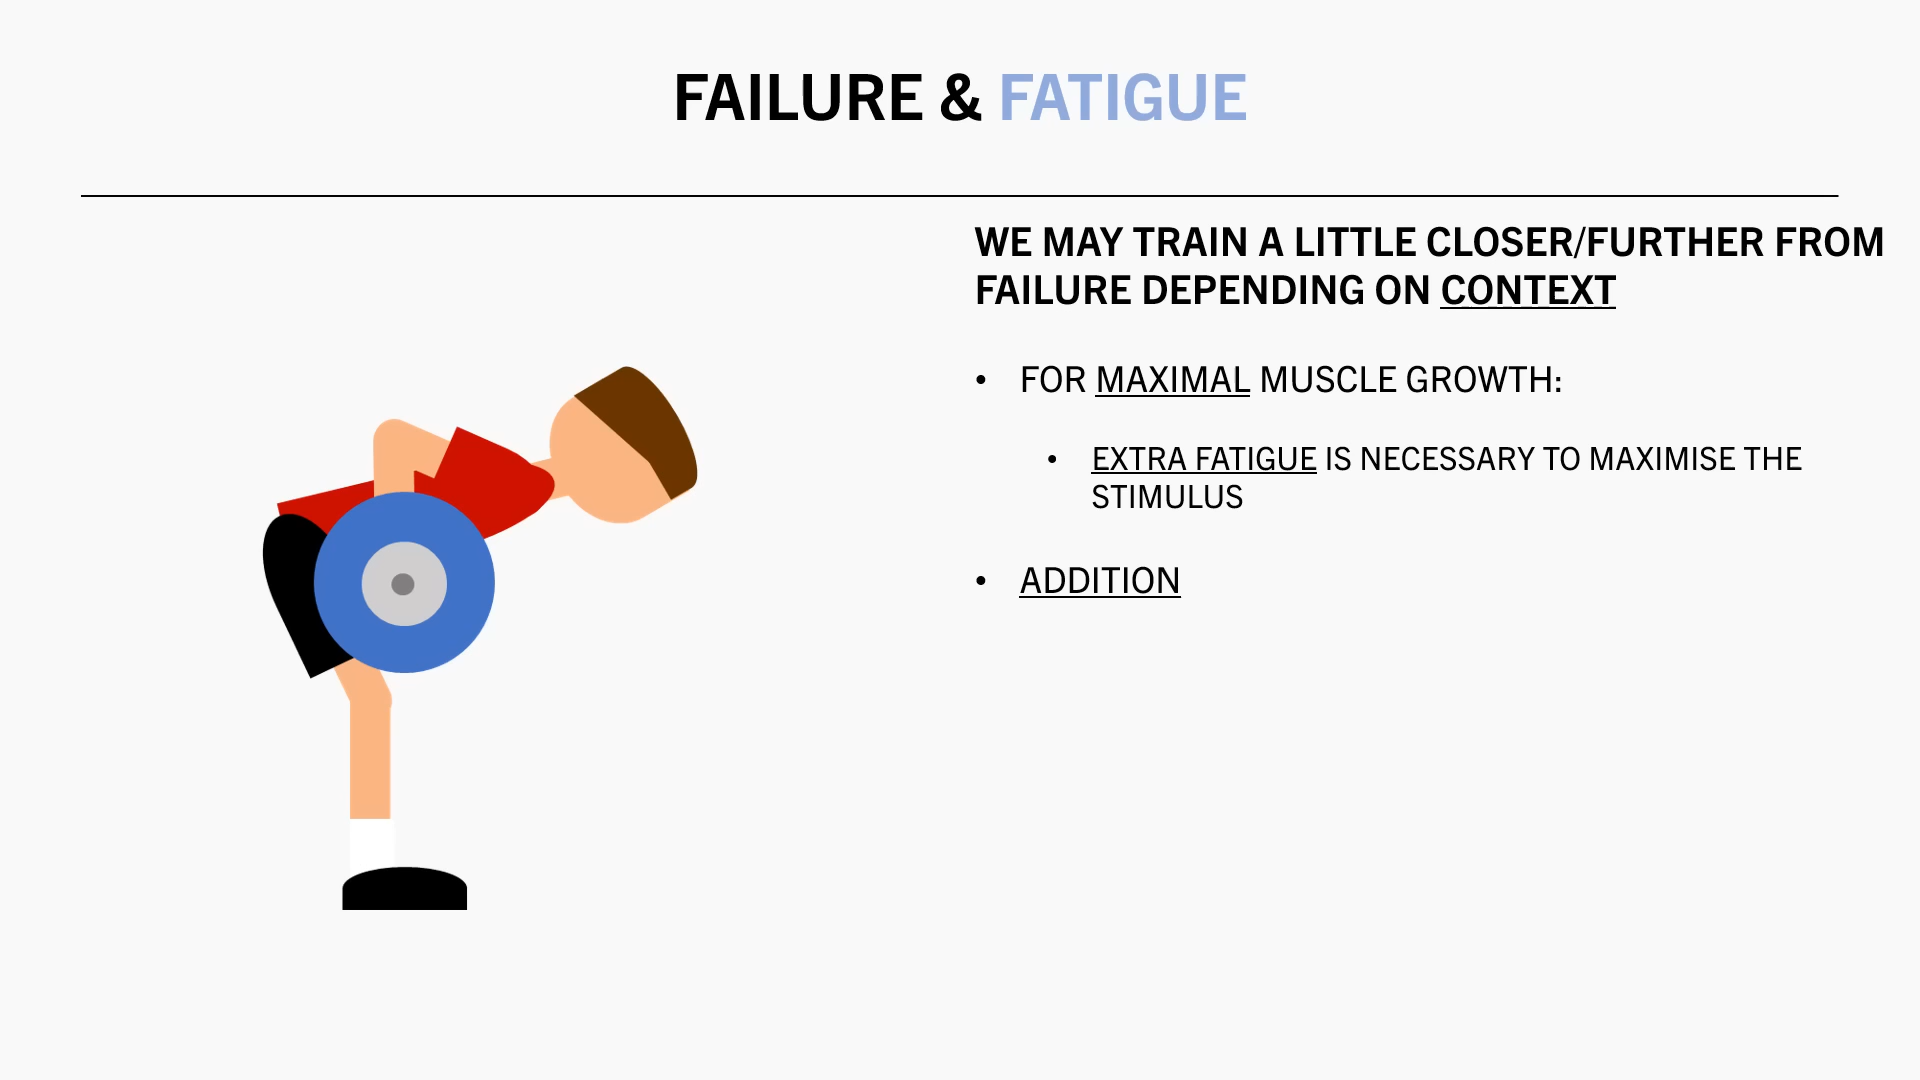 FAILURE & FATIGUE
WE MAY TRAIN A LITTLE CLOSER/FURTHER FROM
FAILURE DEPENDING ON CONTEXT
• FOR MAXIMAL MUSCLE GROWTH:
• EXTRA FATIGUE IS NECESSARY TO MAXIMISE THE
STIMULUS
• ADDITION